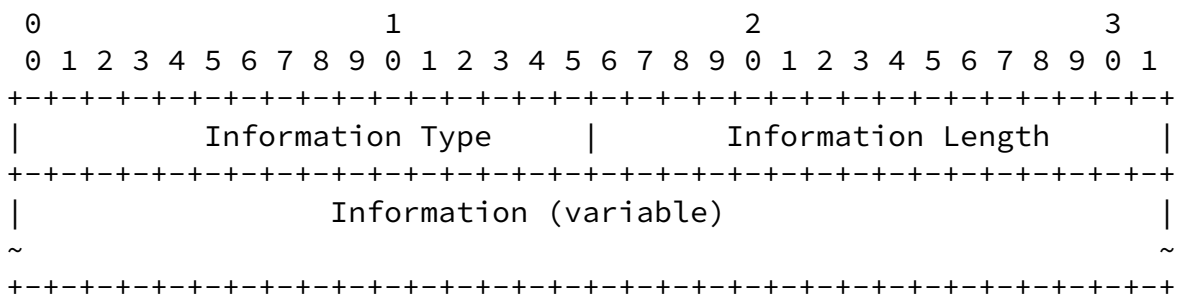 0                   1                   2                   3
 0 1 2 3 4 5 6 7 8 9 0 1 2 3 4 5 6 7 8 9 0 1 2 3 4 5 6 7 8 9 0 1
+-+-+-+-+-+-+-+-+-+-+-+-+-+-+-+-+-+-+-+-+-+-+-+-+-+-+-+-+-+-+-+-+
|          Information Type     |       Information Length      |
+-+-+-+-+-+-+-+-+-+-+-+-+-+-+-+-+-+-+-+-+-+-+-+-+-+-+-+-+-+-+-+-+
|                 Information (variable)                        |
~                                                               ~
+-+-+-+-+-+-+-+-+-+-+-+-+-+-+-+-+-+-+-+-+-+-+-+-+-+-+-+-+-+-+-+-+